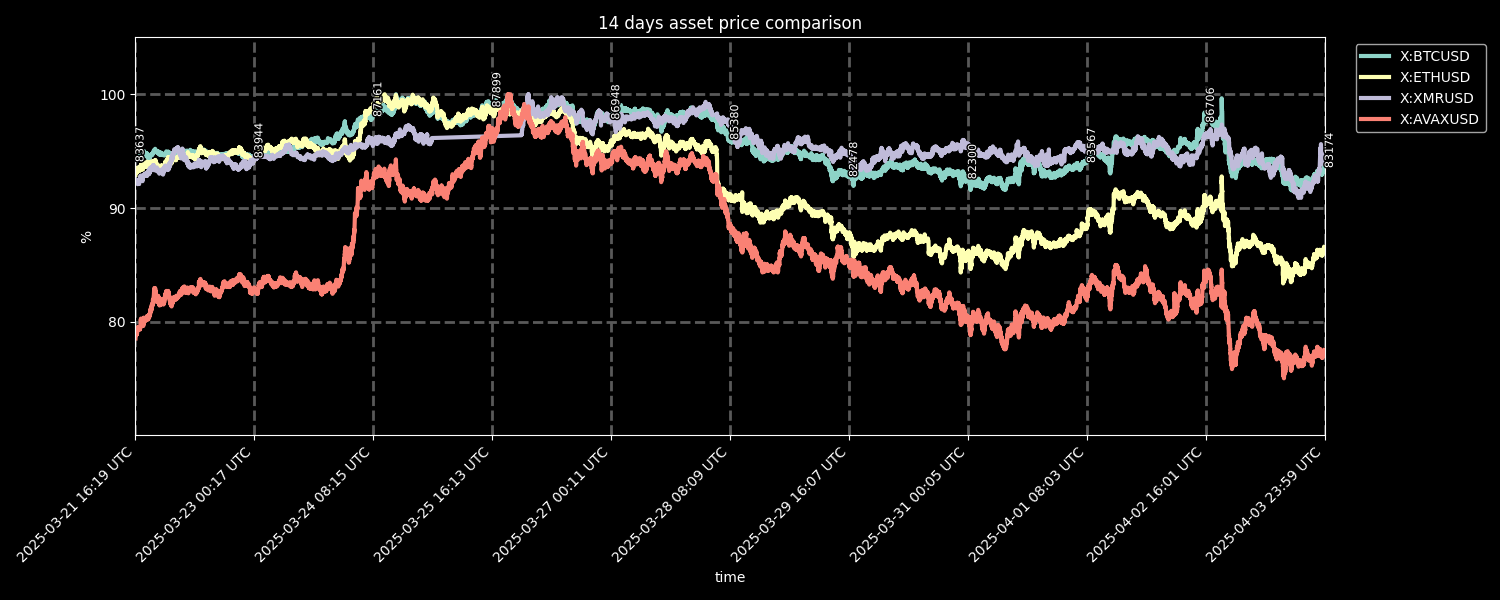 14 days asset price comparison
X:BTCUSD
X:ETHUSD
X:XMRUSD
X:AVAXUSD
100
90
80
%
83637
83944
87161
87899
86948
85380
82478
82300
83567
86706
83174
2025-03-21 16:19 UTC
2025-03-23 00:17 UTC
2025-03-24 08:15 UTC
2025-03-25 16:13 UTC
2025-03-27 00:11 UTC
2025-03-28 08:09 UTC
2025-03-29 16:07 UTC
2025-03-31 00:05 UTC
2025-04-01 08:03 UTC
2025-04-02 16:01 UTC
2025-04-03 23:59 UTC
time